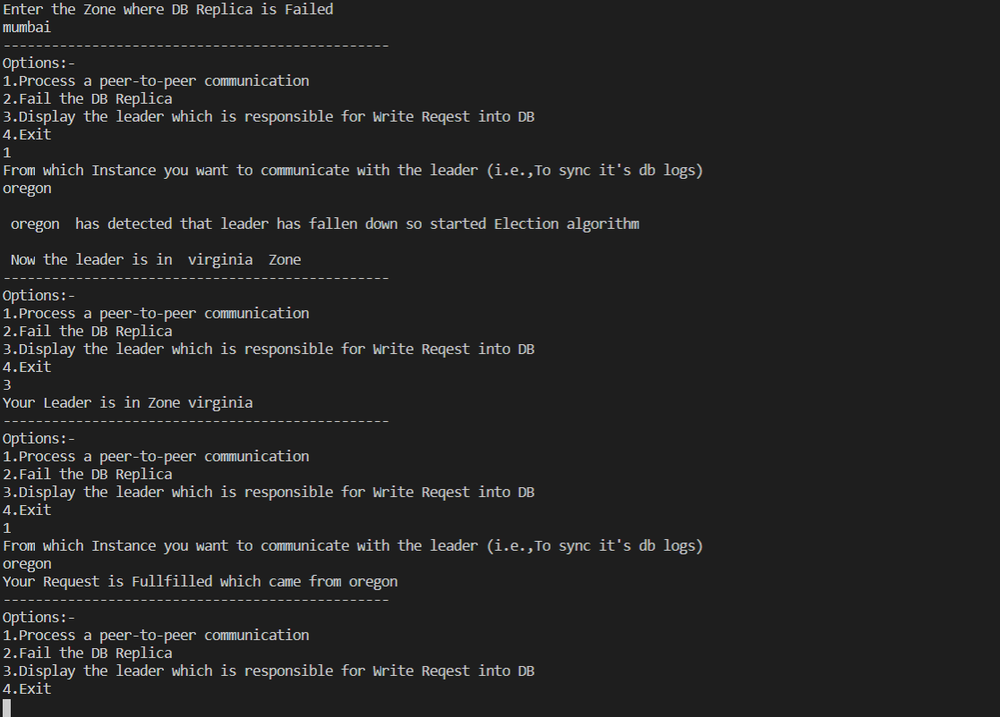 Enter the Zone where DB Replica is Failed
mumbai
------------------------------------------------
Options:-
1.Process a peer-to-peer communication
2.Fail the DB Replica
3.Display the leader which is responsible for Write Reqest into DB
4.Exit
1
From which Instance you want to communicate with the leader (i.e.,To sync it's db logs)
oregon
oregon  has detected that leader has fallen down so started Election algorithm
Now the leader is in  virginia  Zone
------------------------------------------------
Options:-
1.Process a peer-to-peer communication
2.Fail the DB Replica
3.Display the leader which is responsible for Write Reqest into DB
4.Exit
3
Your Leader is in Zone virginia
------------------------------------------------
Options:-
1.Process a peer-to-peer communication
2.Fail the DB Replica
3.Display the leader which is responsible for Write Reqest into DB
4.Exit
1
From which Instance you want to communicate with the leader (i.e.,To sync it's db logs)
oregon
Your Request is Fullfilled which came from oregon
------------------------------------------------
Options:-
1.Process a peer-to-peer communication
2.Fail the DB Replica
3.Display the leader which is responsible for Write Reqest into DB
4.Exit